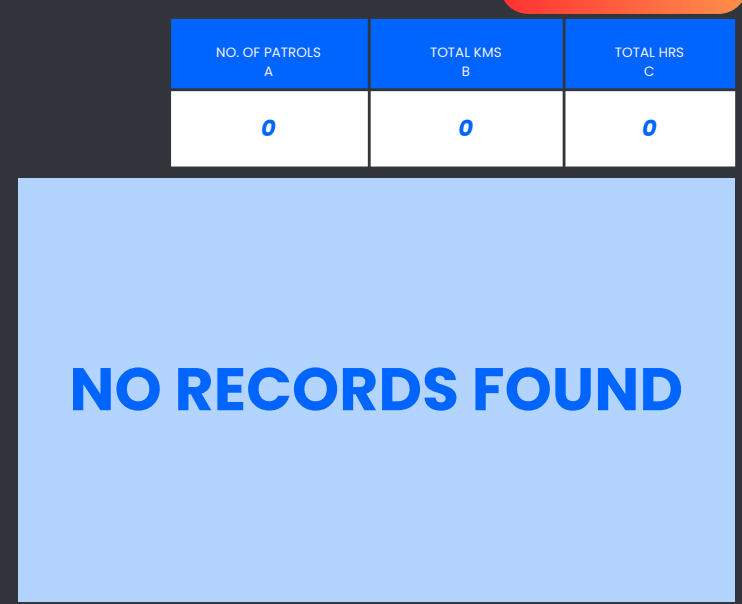 NO. OF PATROLS TOTAL KMS TOTAL HRS
A B C
0 0 0
NO RECORDS FOUND